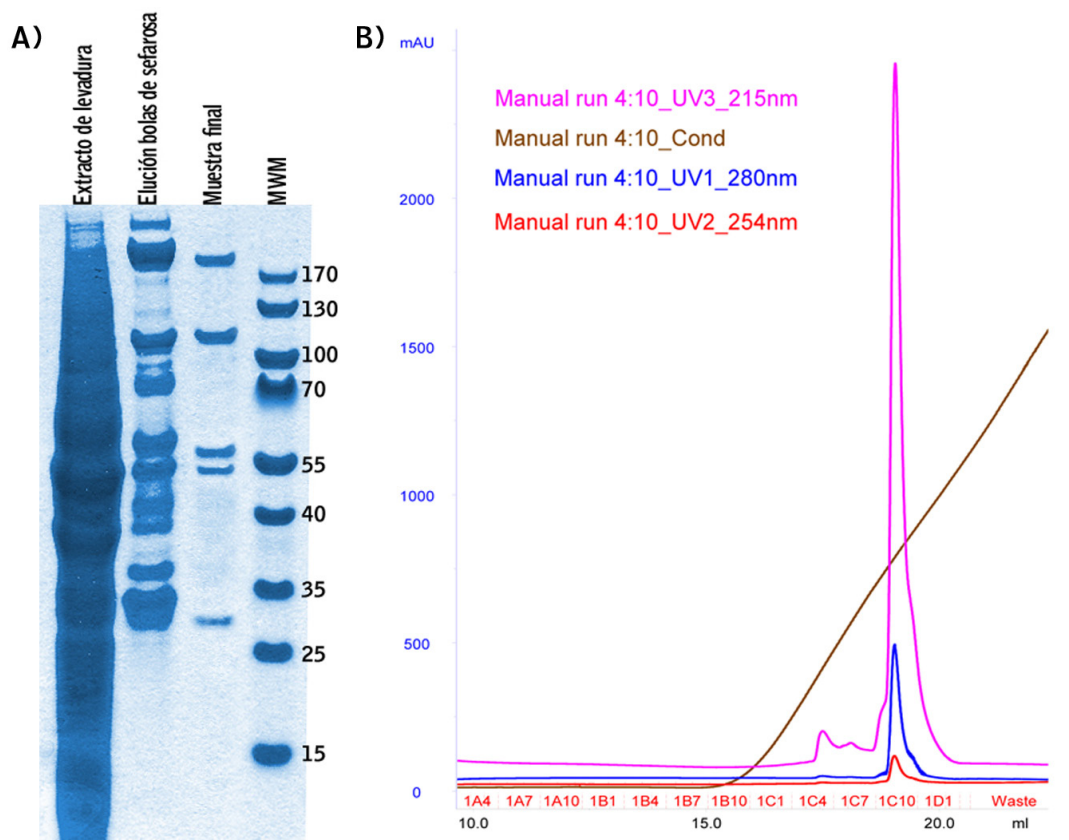 A)
Extracto de levadura
Elución bolas de sefarosa
Muestra final
MWM
170
130
100
70
55
40
35
25
15
B)
mAU
Manual run 4:10_UV3_215nm
Manual run 4:10_Cond
Manual run 4:10_UV1_280nm
Manual run 4:10_UV2_254nm
2000
1500
1000
500
0
1A4 1A7 1A10 1B1 1B4 1B7 1B10 1C1 1C4 1C7 1C10 1D1 Waste
10.0 15.0 20.0 ml